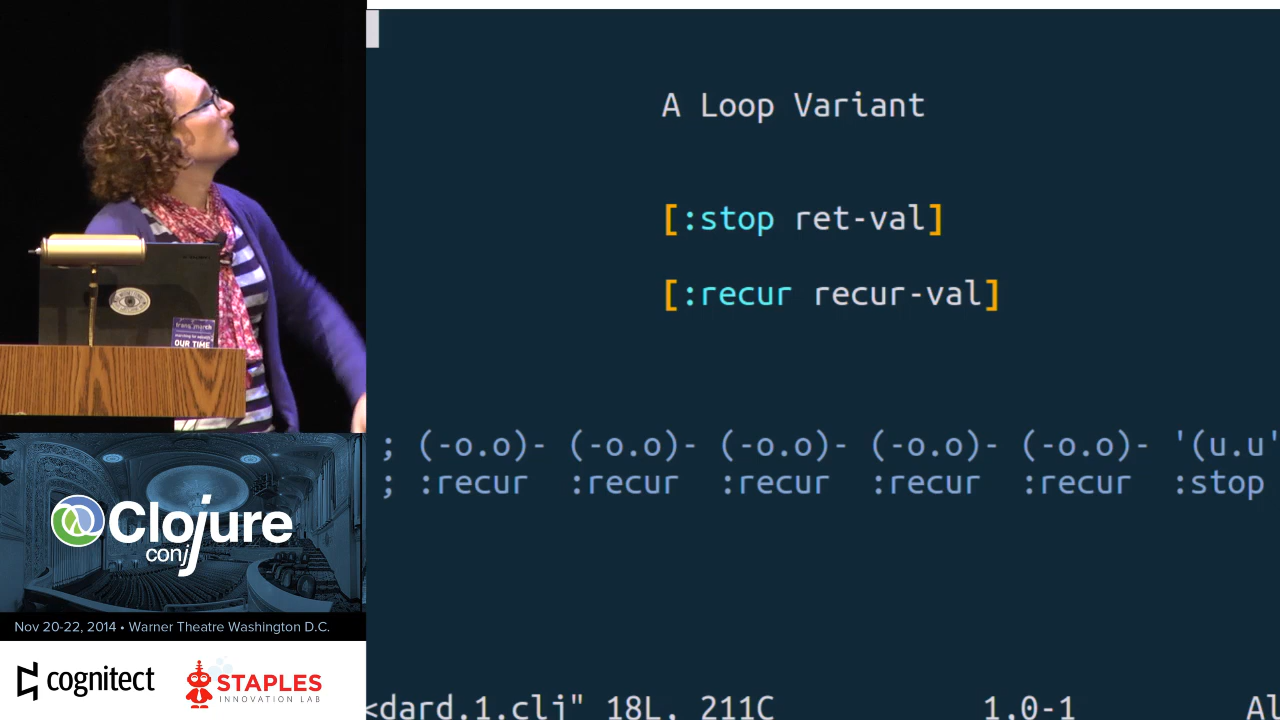 A Loop Variant
[:stop ret-val]
[:recur recur-val]
; (-o.o)- (-o.o)- (-o.o)- (-o.o)- (-o.o)- '(u.u'
; :recur :recur :recur :recur :recur :stop
<dard.1.clj" 18L, 211C 1,0-1 Al
OUR TIME
Clojure
conj
Nov 20-22, 2014 • Warner Theatre Washington D.C.
cognitect
STAPLES
INNOVATION LAB